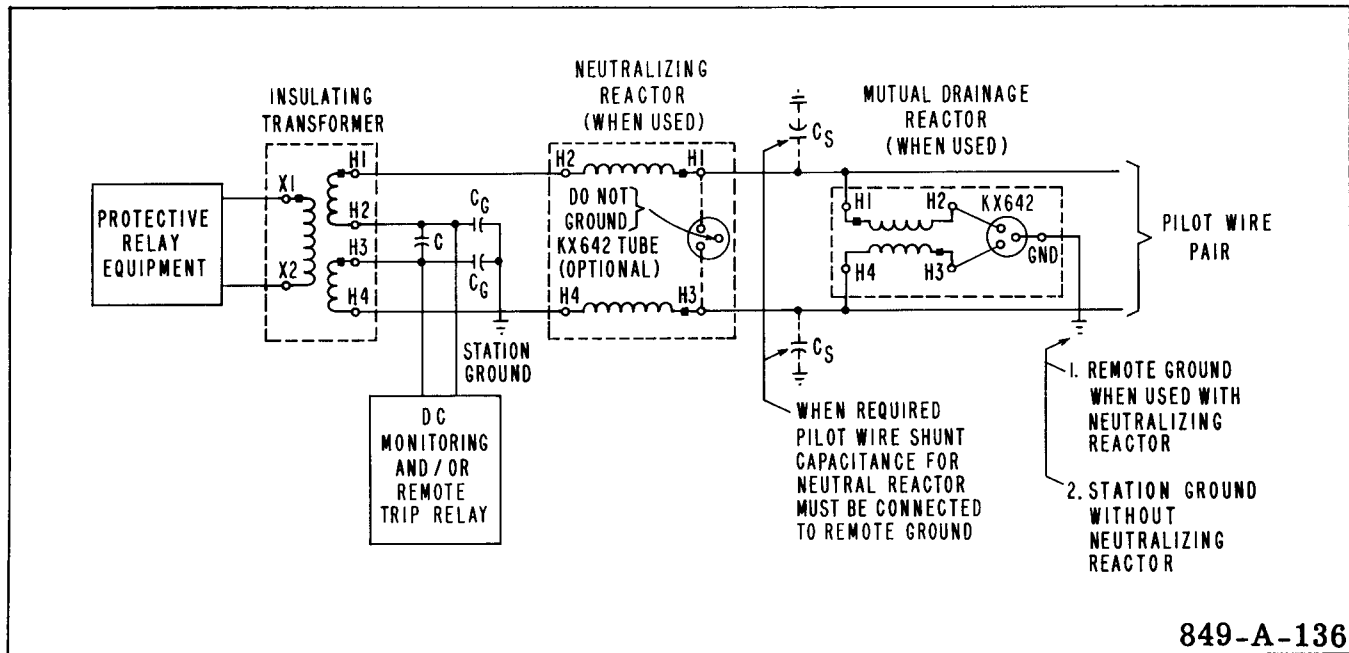 PROTECTIVE
RELAY
EQUIPMENT
INSULATING
TRANSFORMER
X1
X2
H1
H2
H3
H4
C
CG
CG
STATION
GROUND
DC
MONITORING
AND/OR
REMOTE
TRIP RELAY
NEUTRALIZING
REACTOR
(WHEN USED)
H2
H1
DO NOT
GROUND
KX642 TUBE
(OPTIONAL)
H4
H3
CS
CS
WHEN REQUIRED
PILOT WIRE SHUNT
CAPACITANCE FOR
NEUTRAL REACTOR
MUST BE CONNECTED
TO REMOTE GROUND
MUTUAL DRAINAGE
REACTOR
(WHEN USED)
H1
H2
KX642
GND
H4
H3
PILOT WIRE
PAIR
1. REMOTE GROUND
WHEN USED WITH
NEUTRALIZING
REACTOR
2. STATION GROUND
WITHOUT
NEUTRALIZING
REACTOR
849-A-136